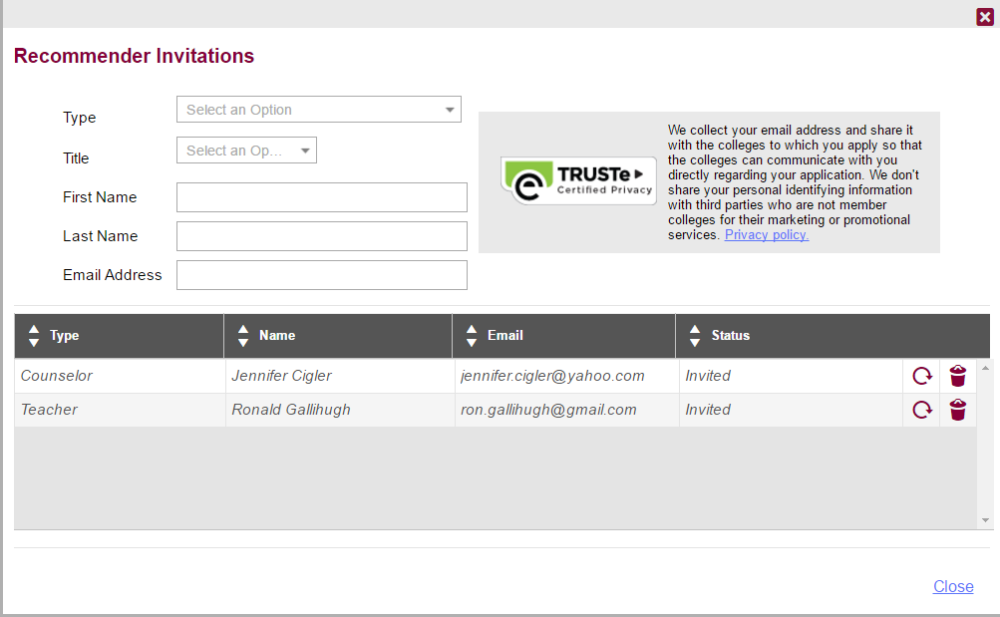 Recommender Invitations
Type
Select an Option
Title
Select an Op...
First Name
Last Name
Email Address
TRUSTe
Certified Privacy
We collect your email address and share it
with the colleges to which you apply so that
the colleges can communicate with you
directly regarding your application. We don't
share your personal identifying information
with third parties who are not member
colleges for their marketing or promotional
services. Privacy policy.
Type Name Email Status
Counselor Jennifer Cigler jennifer.cigler@yahoo.com Invited
Teacher Ronald Gallihugh ron.gallihugh@gmail.com Invited
Close